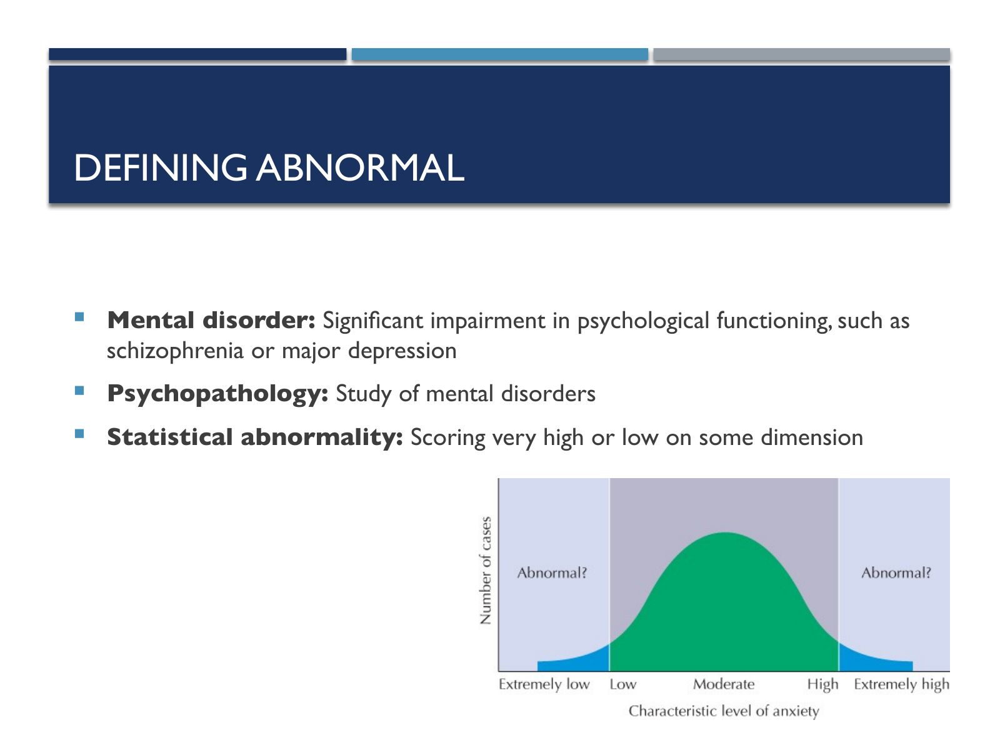 DEFINING ABNORMAL
Mental disorder: Significant impairment in psychological functioning, such as
schizophrenia or major depression
Psychopathology: Study of mental disorders
Statistical abnormality: Scoring very high or low on some dimension
Number of cases
Abnormal?
Abnormal?
Extremely low Low Moderate High Extremely high
Characteristic level of anxiety